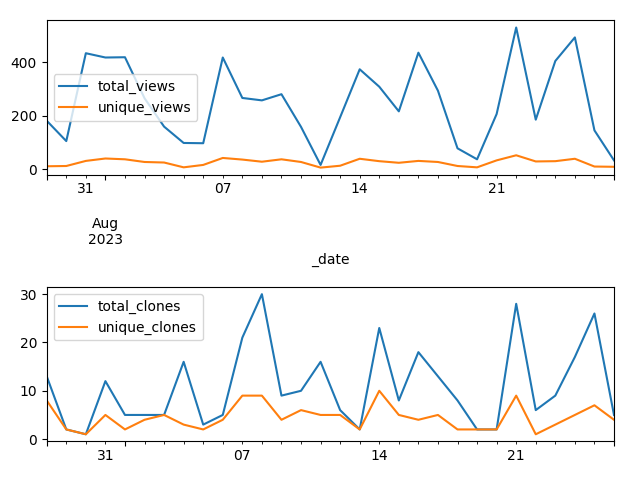 400
200
0
total_views
unique_views
31
07
14
21
Aug
2023
_date
30
20
10
0
total_clones
unique_clones
31
07
14
21